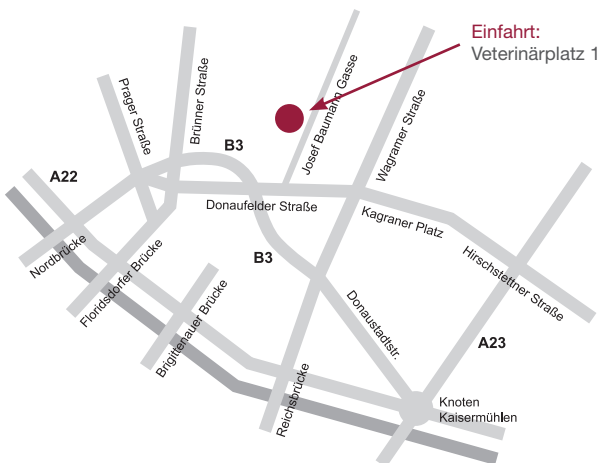 Einfahrt:
Veterinärplatz 1
Prager Straße
Brünner Straße
Josef Baumann Gasse
Wagramer Straße
B3
A22
Donaufelder Straße
Kagraner Platz
Nordbrücke
Floridsdorfer Brücke
B3
Hirschstettner Straße
Brigittenauer Brücke
Donaustadtstr.
A23
Reichsbrücke
Knoten
Kaisermühlen